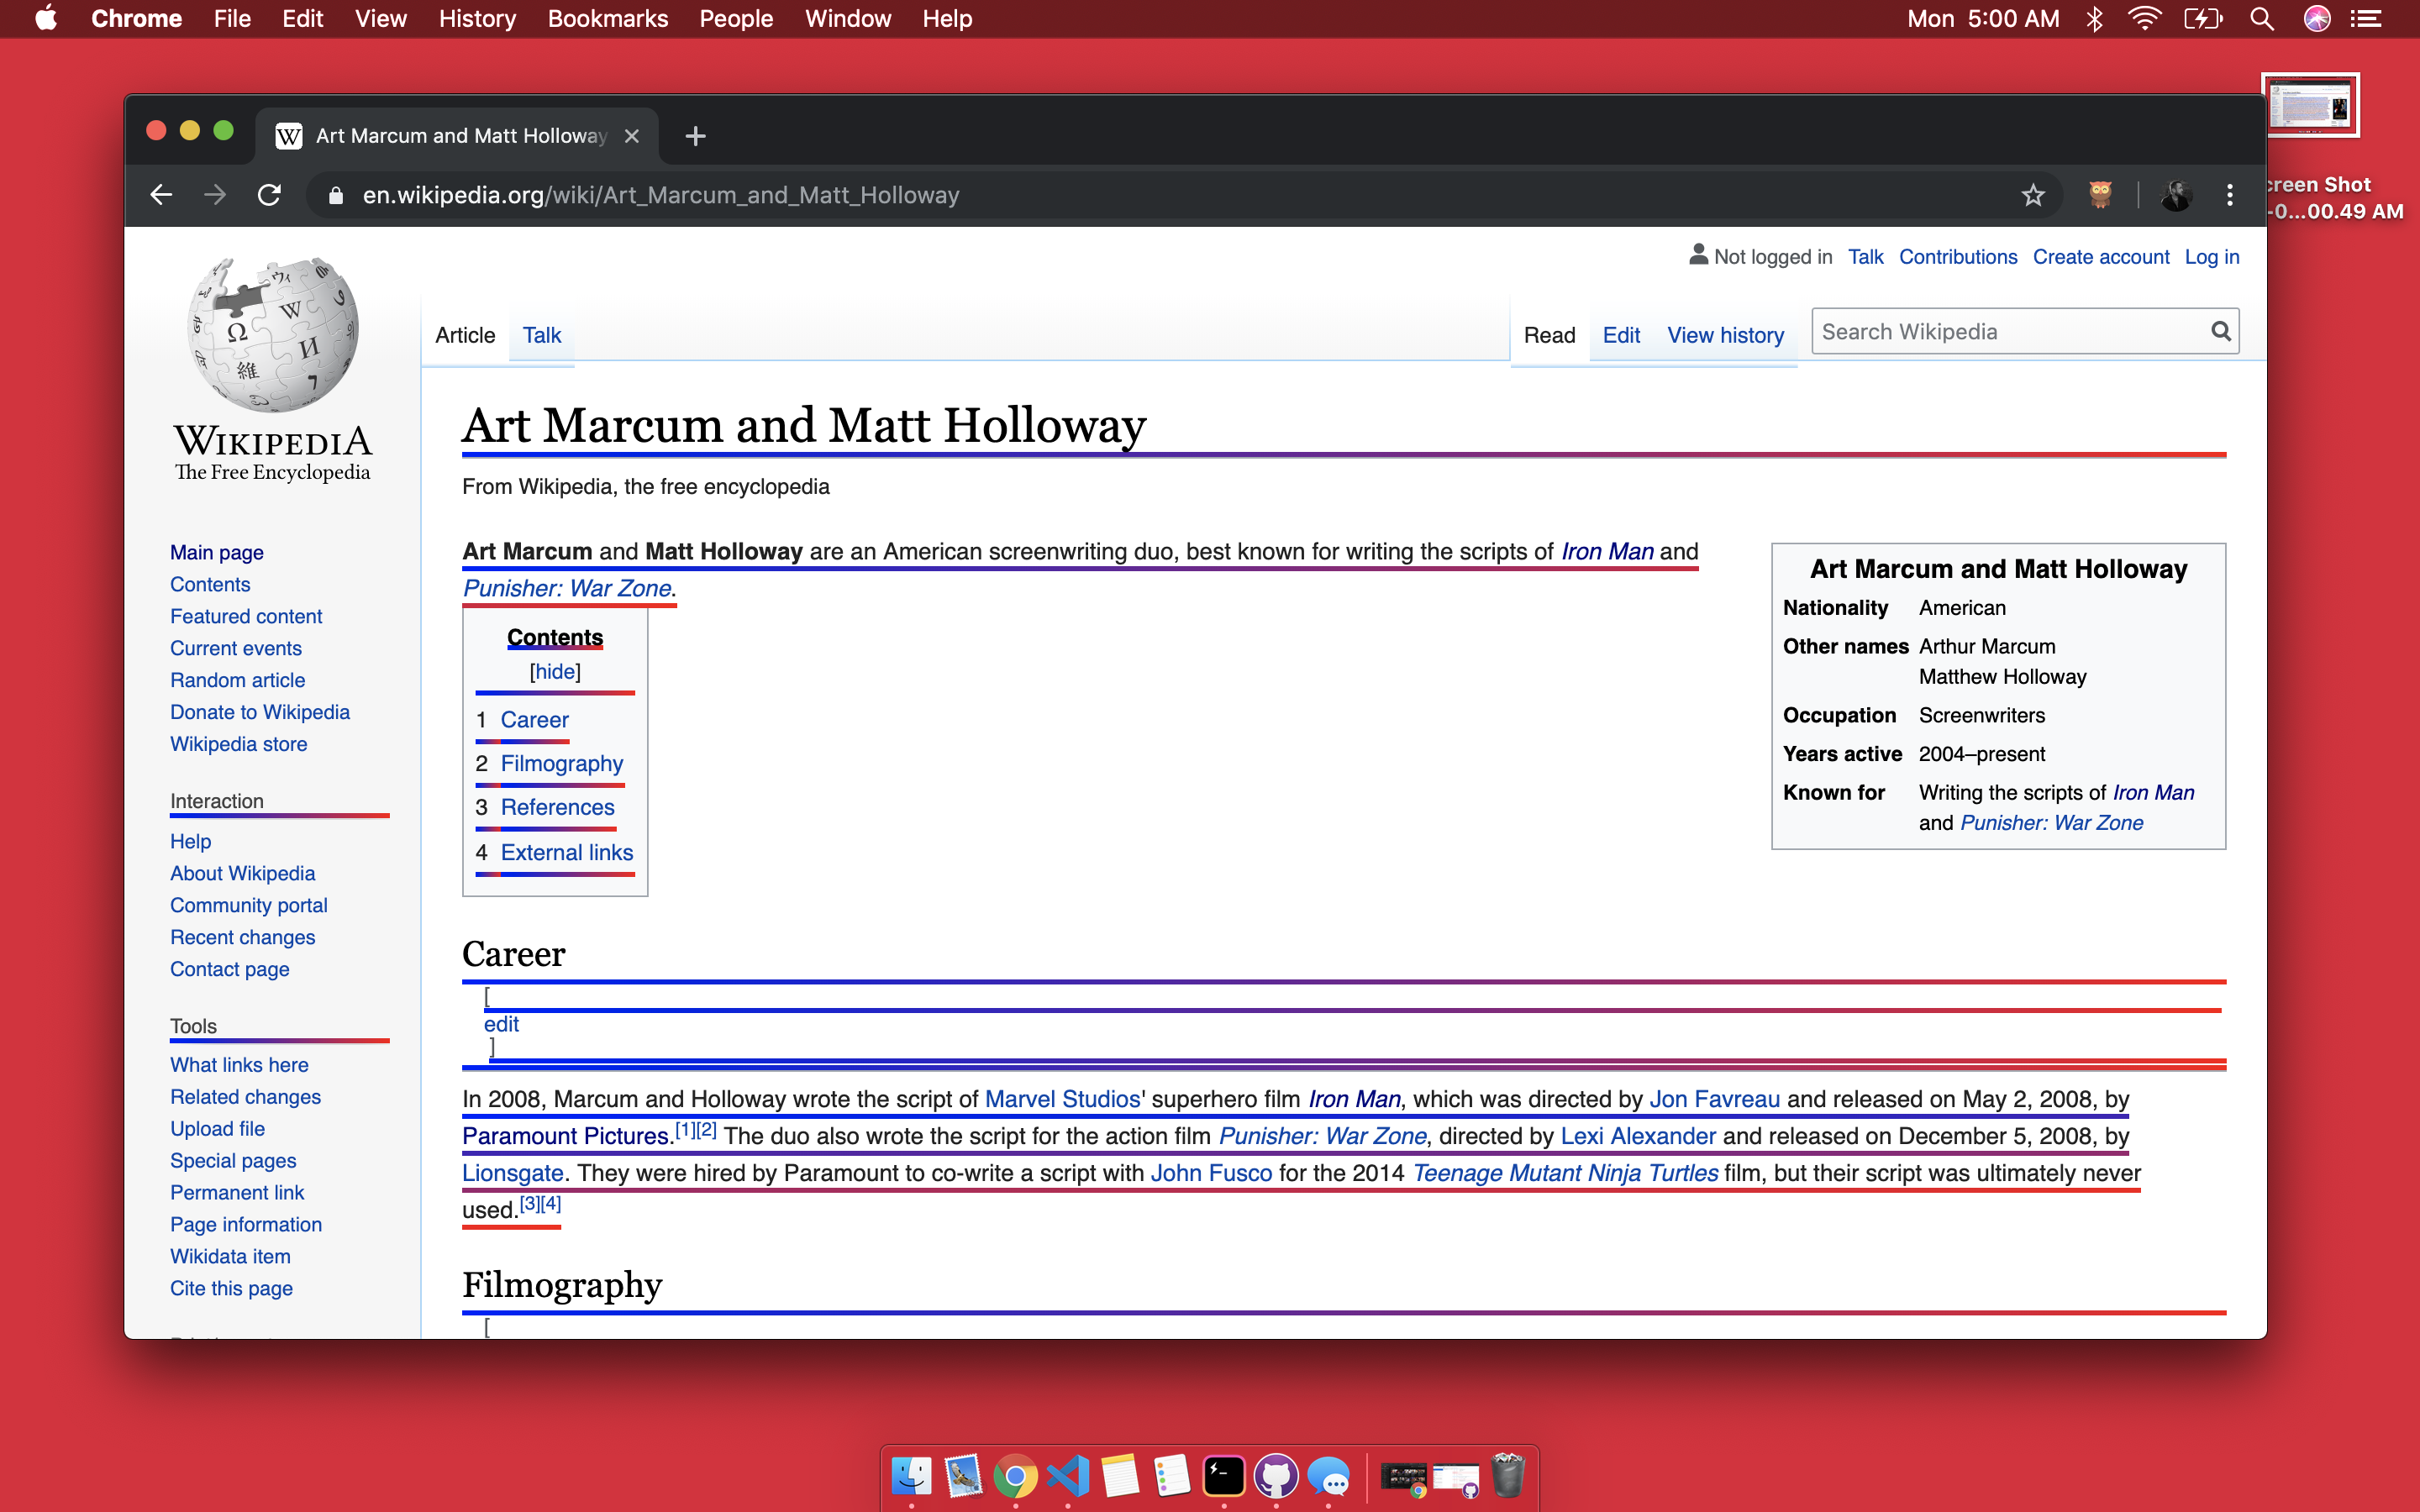 Chrome File Edit View History Bookmarks People Window Help
Mon 5:00 AM
Art Marcum and Matt Holloway
en.wikipedia.org/wiki/Art_Marcum_and_Matt_Holloway
creen Shot
-0...00.49 AM
WIKIPEDIA
The Free Encyclopedia
Main page
Contents
Featured content
Current events
Random article
Donate to Wikipedia
Wikipedia store
Interaction
Help
About Wikipedia
Community portal
Recent changes
Contact page
Tools
What links here
Related changes
Upload file
Special pages
Permanent link
Page information
Wikidata item
Cite this page
Not logged in Talk Contributions Create account Log in
Article Talk
Read Edit View history
Search Wikipedia
Art Marcum and Matt Holloway
From Wikipedia, the free encyclopedia
Art Marcum and Matt Holloway are an American screenwriting duo, best known for writing the scripts of Iron Man and
Punisher: War Zone.
Contents
[hide]
1 Career
2 Filmography
3 References
4 External links
Art Marcum and Matt Holloway
Nationality American
Other names Arthur Marcum
Matthew Holloway
Occupation Screenwriters
Years active 2004–present
Known for Writing the scripts of Iron Man
and Punisher: War Zone
Career
[
edit
]
In 2008, Marcum and Holloway wrote the script of Marvel Studios' superhero film Iron Man, which was directed by Jon Favreau and released on May 2, 2008, by
Paramount Pictures.[1][2] The duo also wrote the script for the action film Punisher: War Zone, directed by Lexi Alexander and released on December 5, 2008, by
Lionsgate. They were hired by Paramount to co-write a script with John Fusco for the 2014 Teenage Mutant Ninja Turtles film, but their script was ultimately never
used.[3][4]
Filmography
[